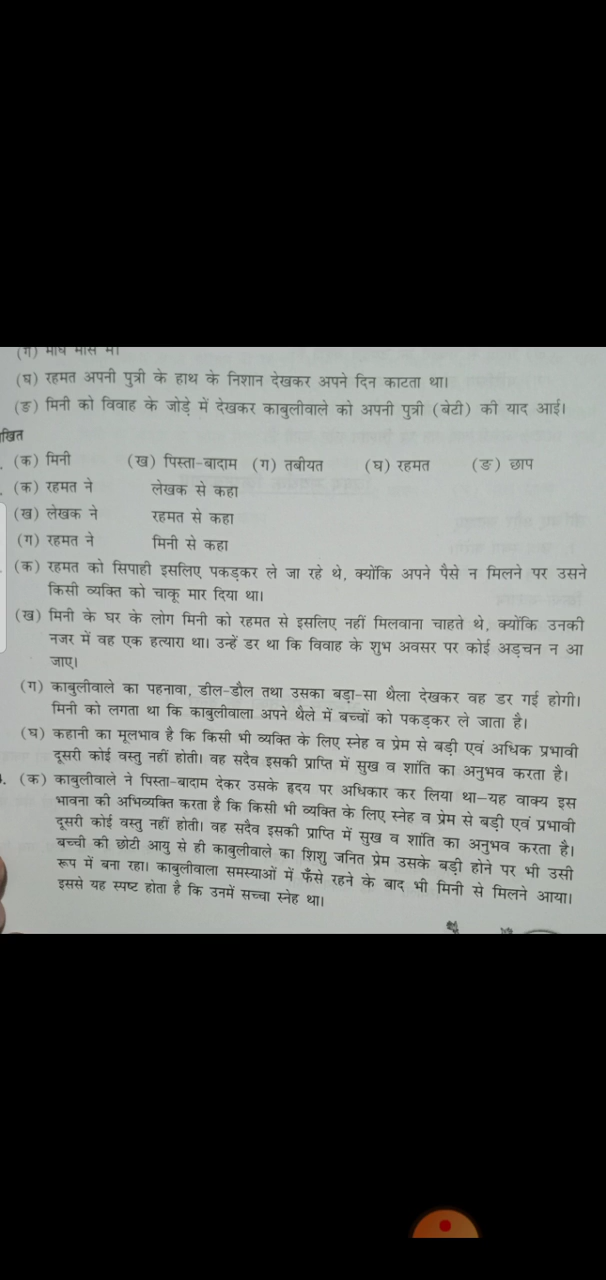 (ग) माघ मास में।
(घ) रहमत अपनी पुत्री के हाथ के निशान देखकर अपने दिन काटता था।
(ङ) मिनी को विवाह के जोड़े में देखकर काबुलीवाले को अपनी पुत्री (बेटी) की याद आई।
खित
(क) मिनी (ख) पिस्ता-बादाम (ग) तबीयत (घ) रहमत (ङ) छाप
(क) रहमत ने लेखक से कहा
(ख) लेखक ने रहमत से कहा
(ग) रहमत ने मिनी से कहा
(क) रहमत को सिपाही इसलिए पकड़कर ले जा रहे थे, क्योंकि अपने पैसे न मिलने पर उसने
किसी व्यक्ति को चाकू मार दिया था।
(ख) मिनी के घर के लोग मिनी को रहमत से इसलिए नहीं मिलवाना चाहते थे, क्योंकि उनकी
नजर में वह एक हत्यारा था। उन्हें डर था कि विवाह के शुभ अवसर पर कोई अड़चन न आ
जाए।
(ग) काबुलीवाले का पहनावा, डील-डौल तथा उसका बड़ा-सा थैला देखकर वह डर गई होगी।
मिनी को लगता था कि काबुलीवाला अपने थैले में बच्चों को पकड़कर ले जाता है।
(घ) कहानी का मूलभाव है कि किसी भी व्यक्ति के लिए स्नेह व प्रेम से बड़ी एवं अधिक प्रभावी
दूसरी कोई वस्तु नहीं होती। वह सदैव इसकी प्राप्ति में सुख व शांति का अनुभव करता है।
(क) काबुलीवाले ने पिस्ता-बादाम देकर उसके हृदय पर अधिकार कर लिया था–यह वाक्य इस
भावना की अभिव्यक्ति करता है कि किसी भी व्यक्ति के लिए स्नेह व प्रेम से बड़ी एवं प्रभावी
दूसरी कोई वस्तु नहीं होती। वह सदैव इसकी प्राप्ति में सुख व शांति का अनुभव करता है।
बच्ची की छोटी आयु से ही काबुलीवाले का शिशु जनित प्रेम उसके बड़ी होने पर भी उसी
रूप में बना रहा। काबुलीवाला समस्याओं में फँसे रहने के बाद भी मिनी से मिलने आया।
इससे यह स्पष्ट होता है कि उनमें सच्चा स्नेह था।